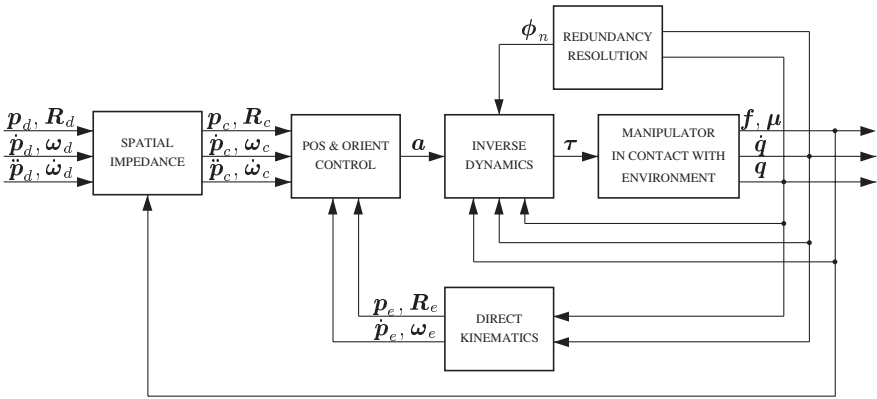 ϕₙ
REDUNDANCY
RESOLUTION
p_d, R_d
ṗ_d, ω_d
p̈_d, ω̇_d
SPATIAL
IMPEDANCE
p_c, R_c
ṗ_c, ω_c
p̈_c, ω̇_c
POS & ORIENT
CONTROL
a
INVERSE
DYNAMICS
τ
MANIPULATOR
IN CONTACT WITH
ENVIRONMENT
f, μ
q̇
q
p_e, R_e
ṗ_e, ω_e
DIRECT
KINEMATICS